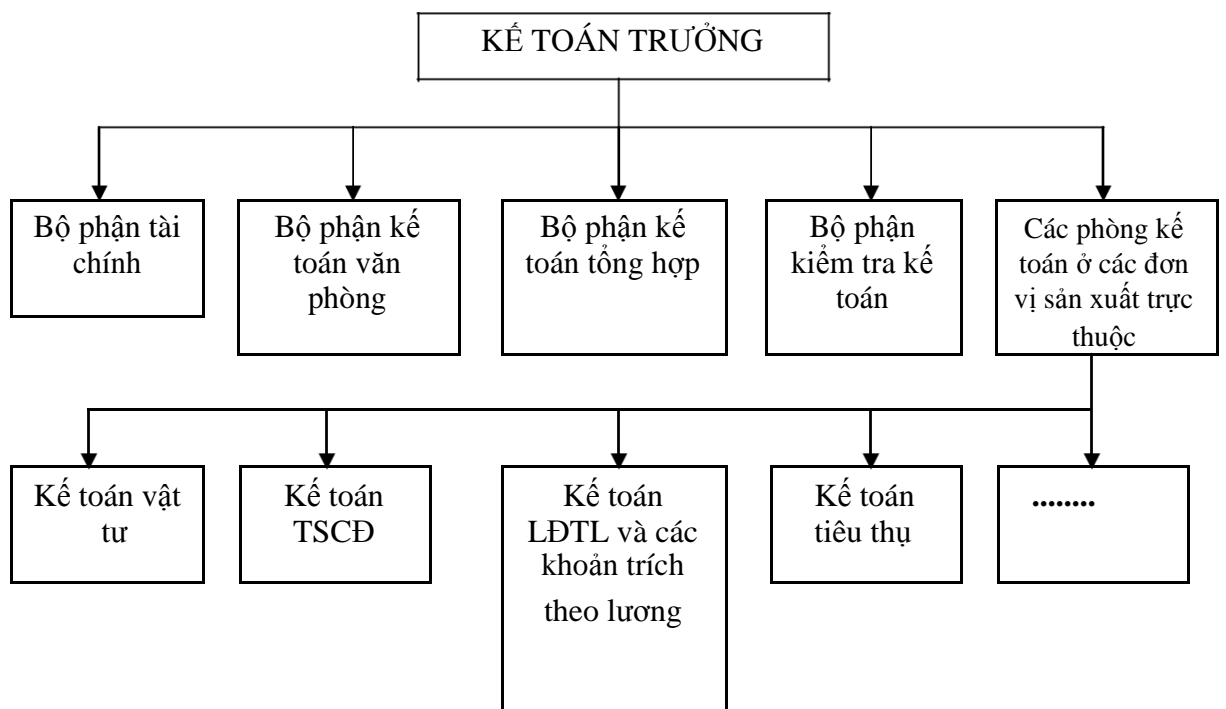 KẾ TOÁN TRƯỞNG
Bộ phận tài
chính
Bộ phận kế
toán văn
phòng
Bộ phận kế
toán tổng hợp
Bộ phận
kiểm tra kế
toán
Các phòng kế
toán ở các đơn
vị sản xuất trực
thuộc
Kế toán vật
tư
Kế toán
TSCĐ
Kế toán
LĐTL và các
khoản trích
theo lương
Kế toán
tiêu thụ
........